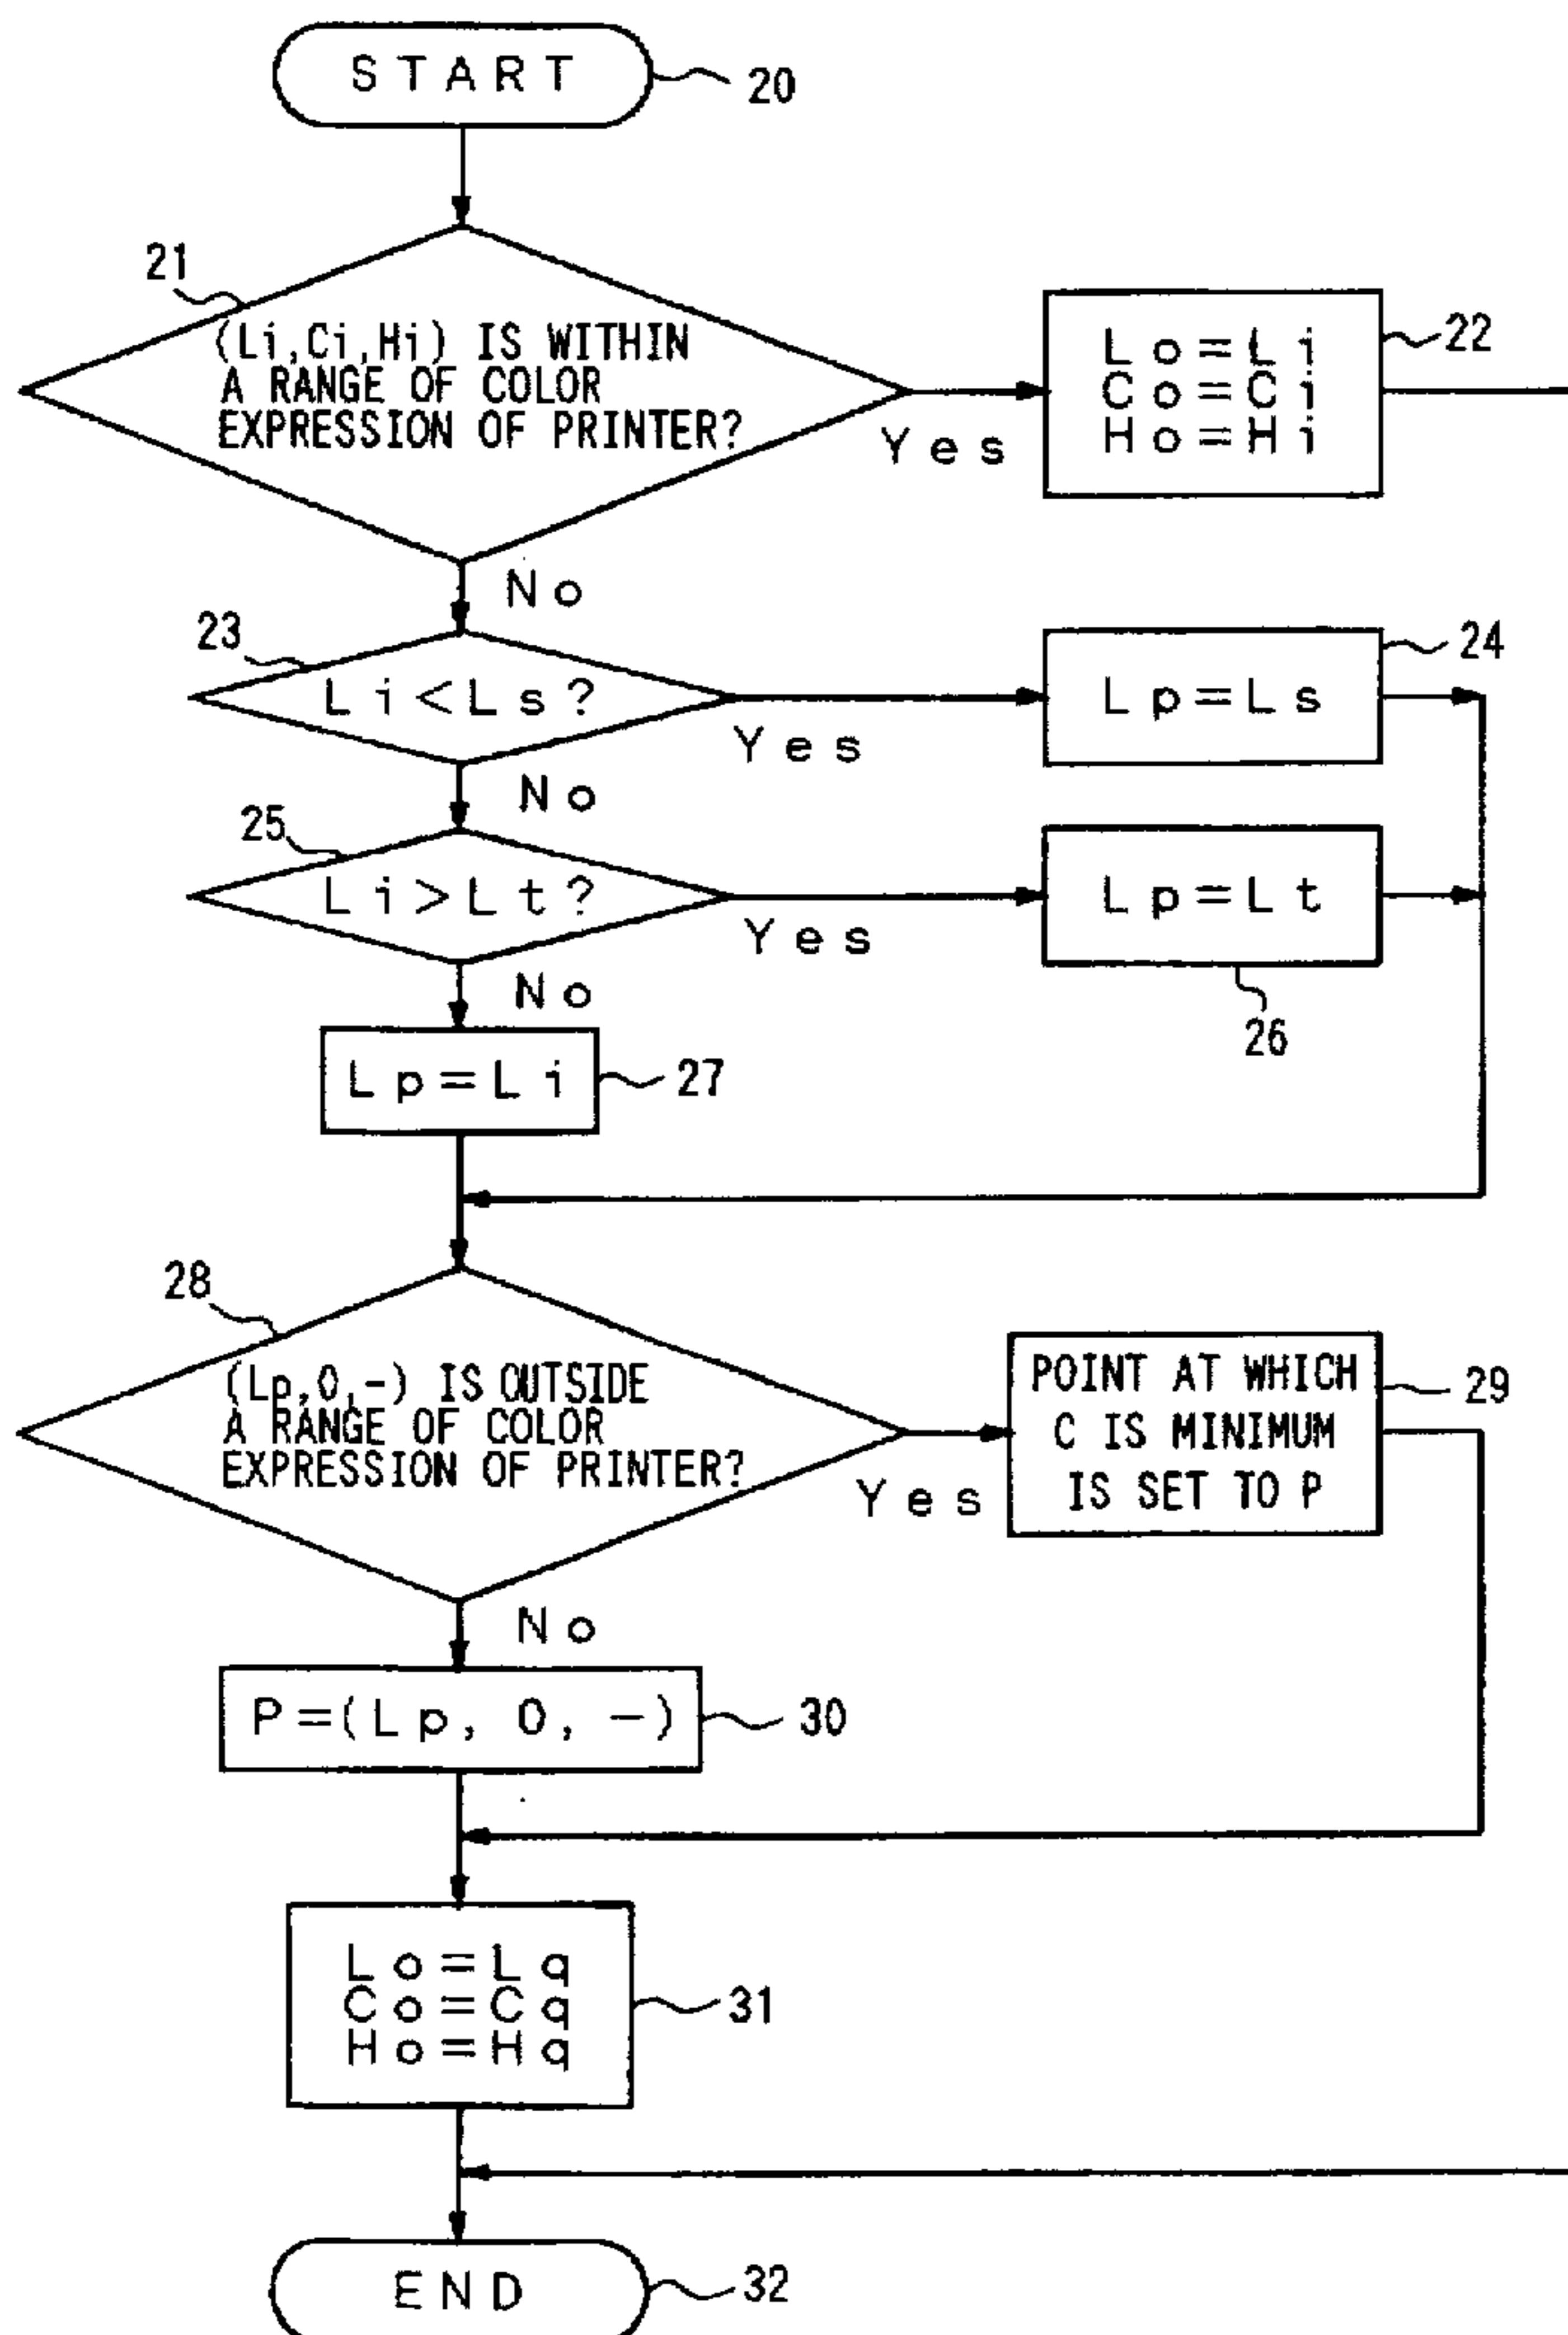 START
20
21
(Li,Ci,Hi) IS WITHIN
A RANGE OF COLOR
EXPRESSION OF PRINTER?
Yes
Lo=Li
Co=Ci
Ho=Hi
22
No
23
Li<Ls?
Yes
Lp=Ls
24
No
25
Li>Lt?
Yes
Lp=Lt
26
No
Lp=Li
27
28
(Lp,0,-) IS OUTSIDE
A RANGE OF COLOR
EXPRESSION OF PRINTER?
Yes
POINT AT WHICH
C IS MINIMUM
IS SET TO P
29
No
P=(Lp, 0, -)
30
Lo=Lq
Co=Cq
Ho=Hq
31
END
32